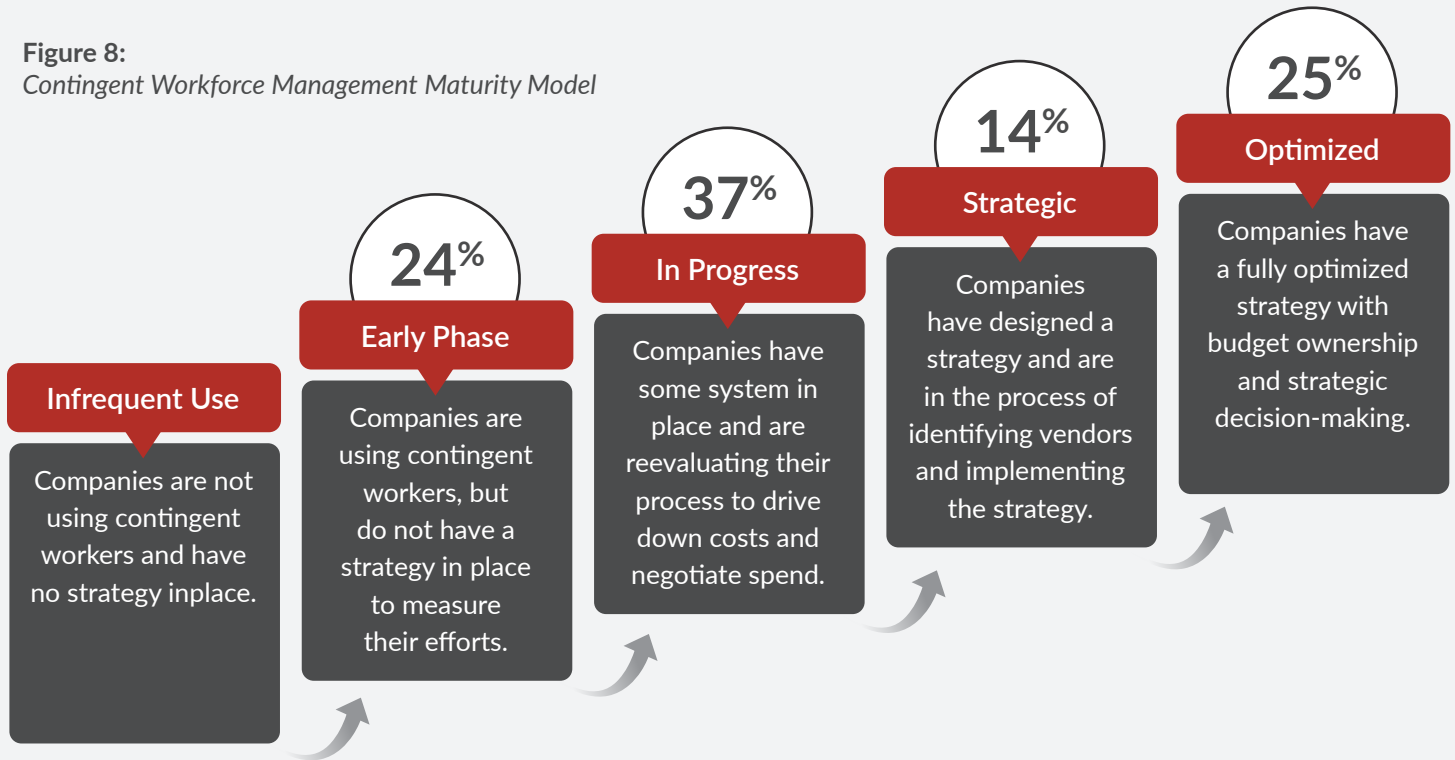 Figure 8:
Contingent Workforce Management Maturity Model
Infrequent Use
Companies are not
using contingent
workers and have
no strategy inplace.
24%
Early Phase
Companies are
using contingent
workers, but
do not have a
strategy in place
to measure
their efforts.
37%
In Progress
Companies have
some system in
place and are
reevaluating their
process to drive
down costs and
negotiate spend.
14%
Strategic
Companies
have designed a
strategy and are
in the process of
identifying vendors
and implementing
the strategy.
25%
Optimized
Companies have
a fully optimized
strategy with
budget ownership
and strategic
decision-making.